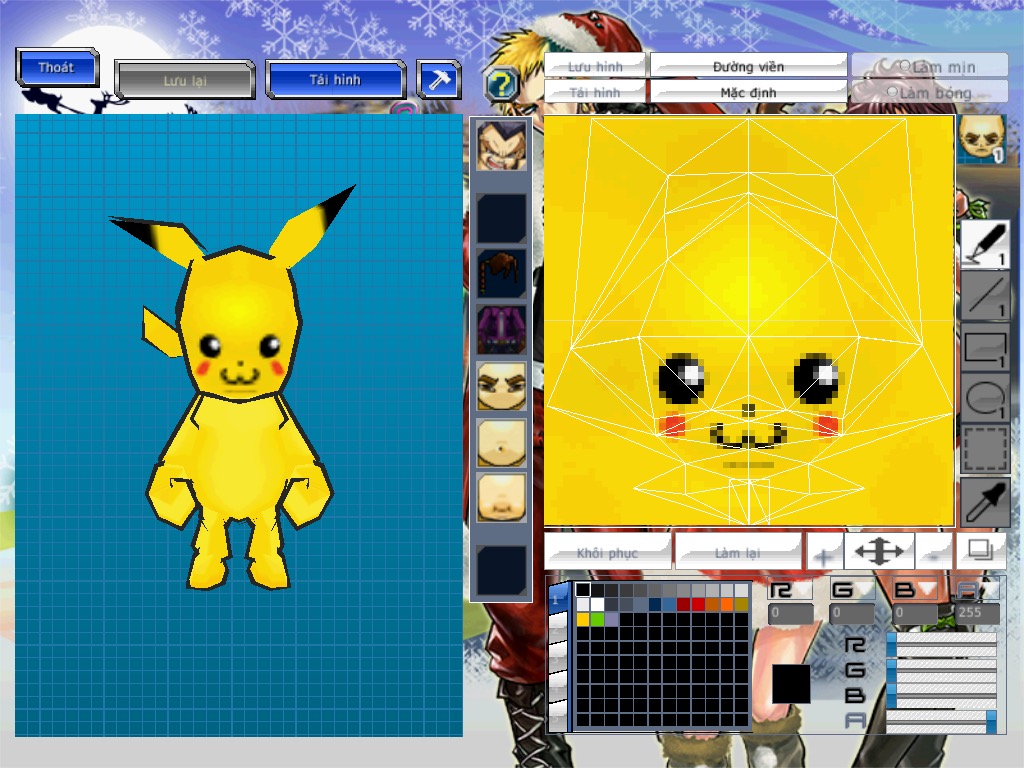 Thoát
Lưu lại
Tải hình
?
Lưu hình
Đường viền
Làm mịn
Tải hình
Mặc định
Làm bóng
1
1
1
1
1
Khôi phục
Làm lại
+
-
1
R G B A
0 0 0 255
R
G
B
A